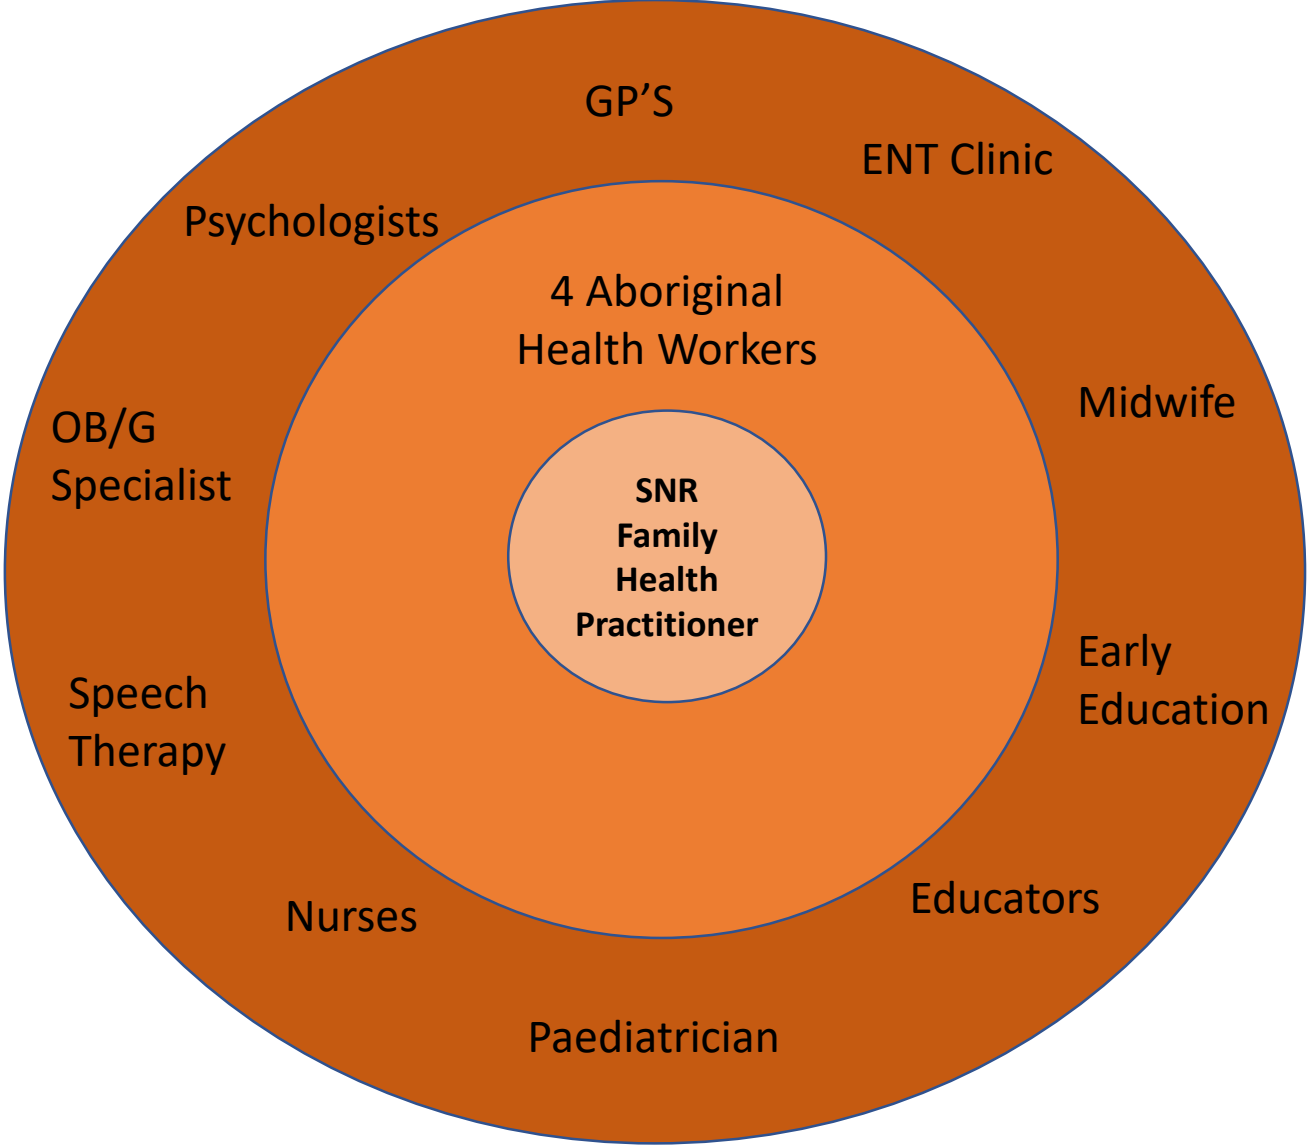 GP’S
ENT Clinic
Psychologists
4 Aboriginal
Health Workers
Midwife
OB/G
Specialist
SNR
Family
Health
Practitioner
Early
Education
Speech
Therapy
Educators
Nurses
Paediatrician